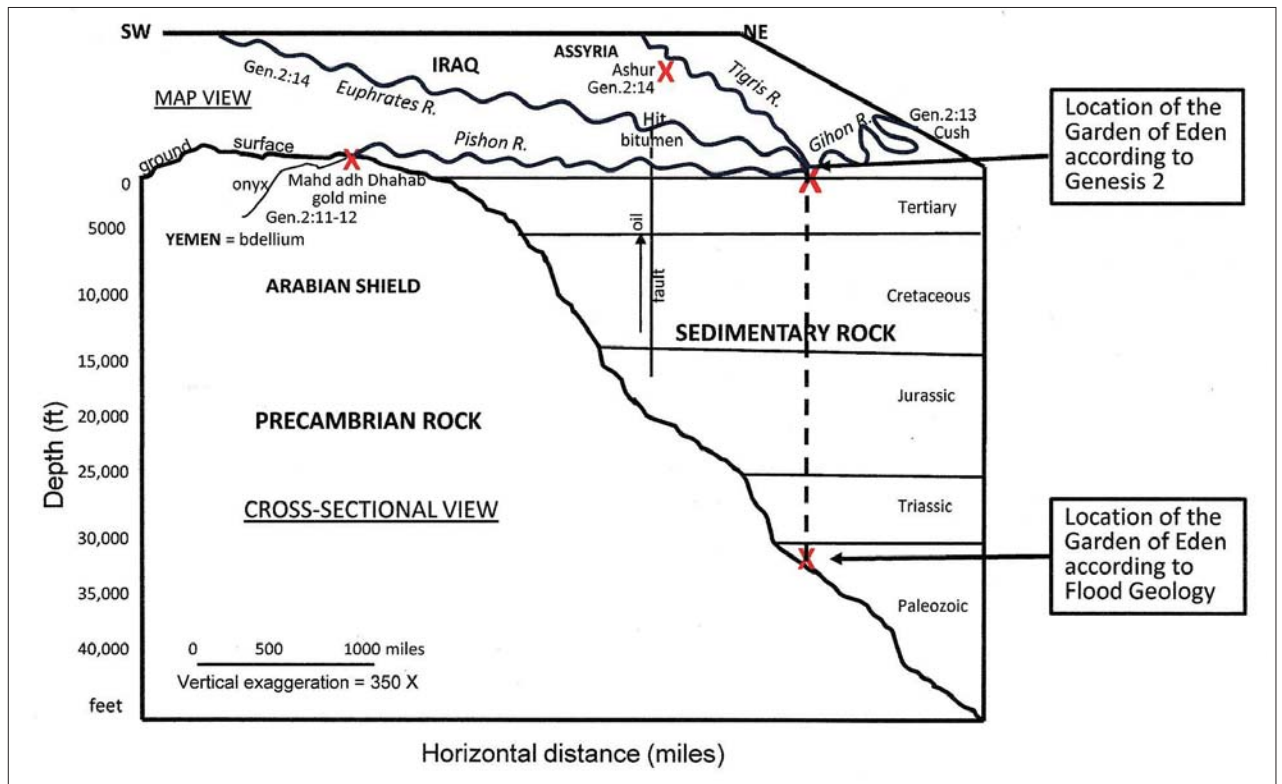 SW
NE
ASSYRIA
IRAQ
Ashur
Gen.2:14
Gen.2:14
Euphrates R.
Tigris R.
MAP VIEW
Hit
bitumen
Gihon R.
Gen.2:13
Cush
Pishon R.
ground
surface
onyx
Mahd adh Dhahab
gold mine
Gen.2:11-12
YEMEN = bdellium
ARABIAN SHIELD
PRECAMBRIAN ROCK
CROSS-SECTIONAL VIEW
oil
fault
SEDIMENTARY ROCK
Tertiary
Cretaceous
Jurassic
Triassic
Paleozoic
Location of the
Garden of Eden
according to
Genesis 2
Location of the
Garden of Eden
according to
Flood Geology
Depth (ft)
0
5000
10,000
15,000
20,000
25,000
30,000
35,000
40,000
feet
0 500 1000 miles
Vertical exaggeration = 350 X
Horizontal distance (miles)